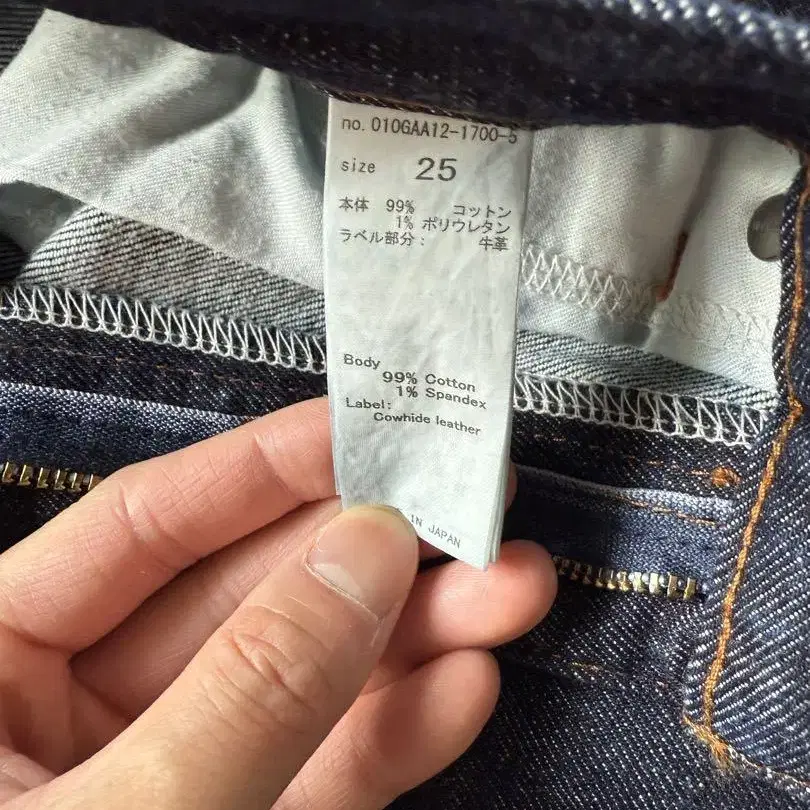 no. 010GAA12-1700-5
size 25
本体 99% コットン
1% ポリウレタン
ラベル部分: 牛革
Body
99% Cotton
1% Spandex
Label:
Cowhide leather
IN JAPAN